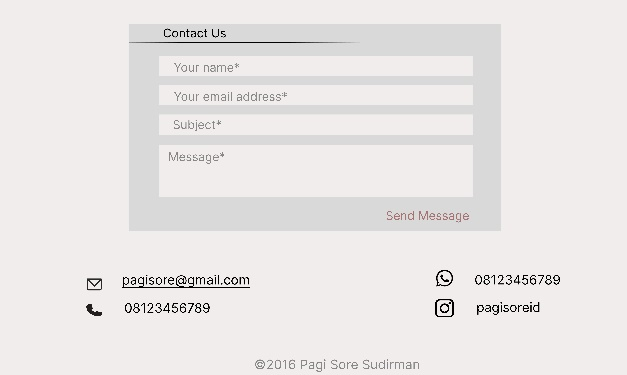 Contact Us
Your name*
Your email address*
Subject*
Message*
Send Message
pagisore@gmail.com
08123456789
08123456789
pagisoreid
©2016 Pagi Sore Sudirman